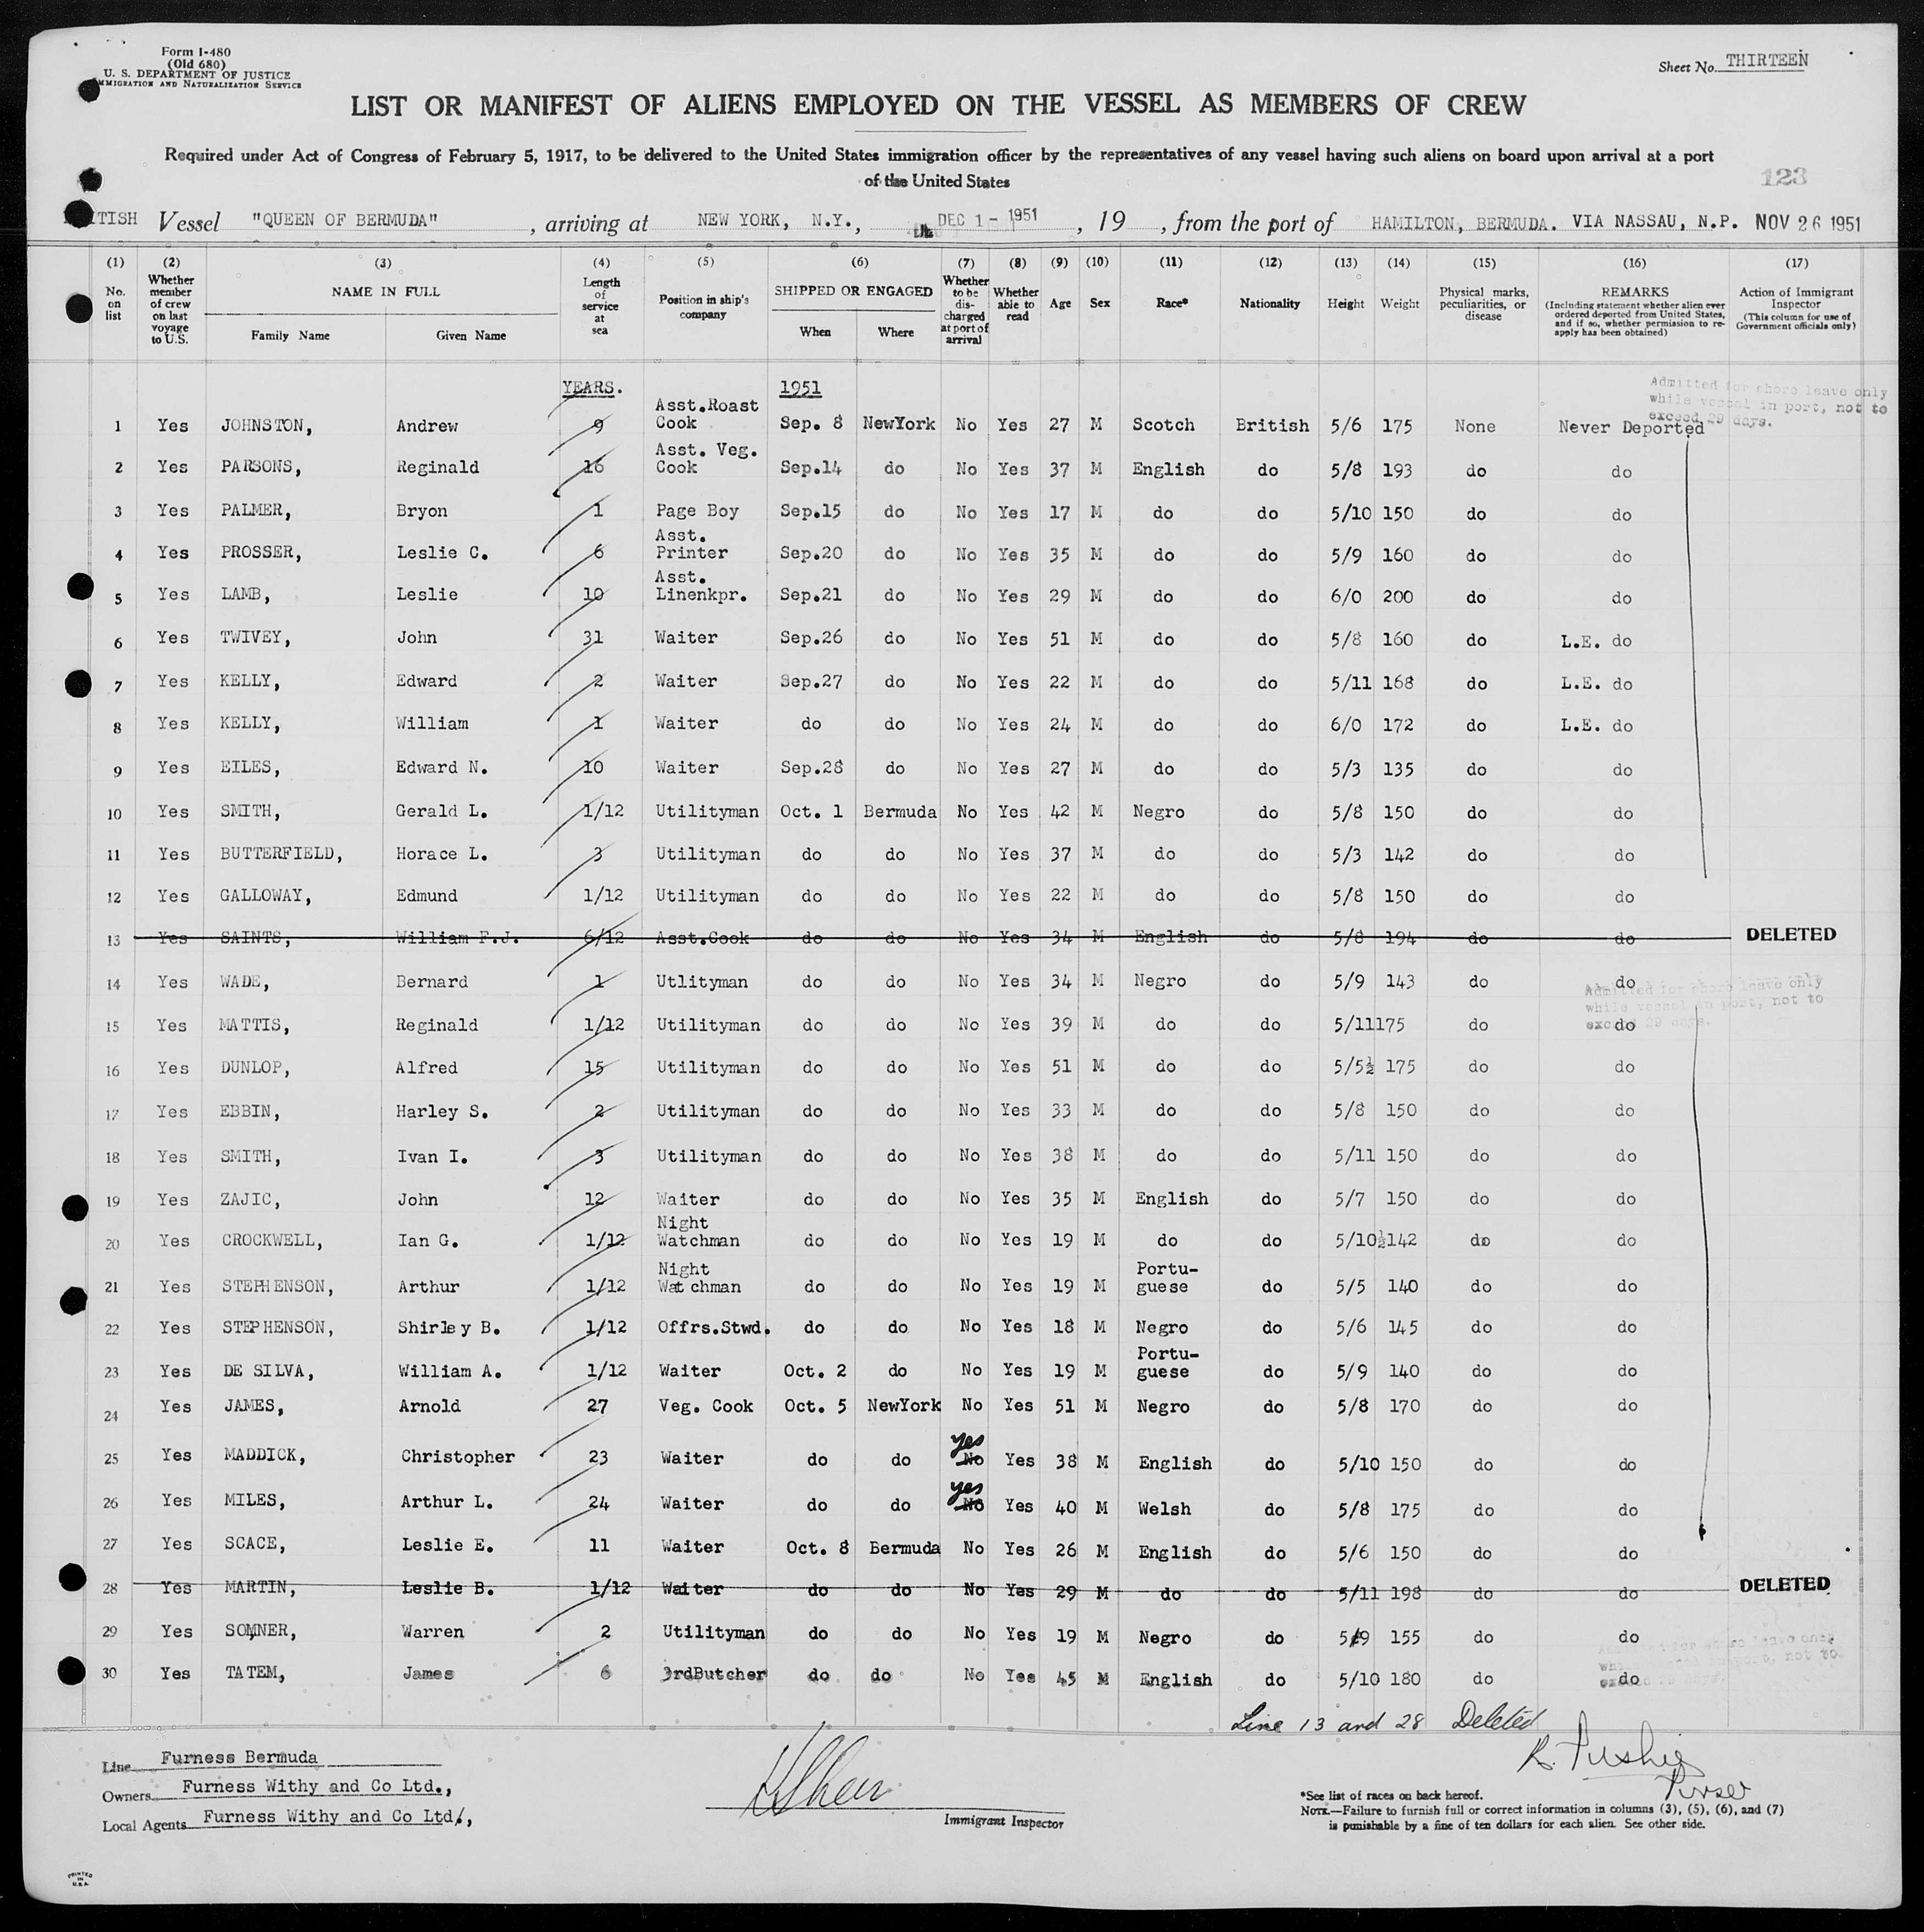 Form I-480
(Old 680)
U. S. DEPARTMENT OF JUSTICE
IMMIGRATION AND NATURALIZATION SERVICE
Sheet No. THIRTEEN
LIST OR MANIFEST OF ALIENS EMPLOYED ON THE VESSEL AS MEMBERS OF CREW
Required under Act of Congress of February 5, 1917, to be delivered to the United States immigration officer by the representatives of any vessel having such aliens on board upon arrival at a port
of the United States
123
TISH Vessel "QUEEN OF BERMUDA", arriving at NEW YORK, N.Y., DEC 1 - 1951, 19 , from the port of HAMILTON, BERMUDA. VIA NASSAU, N.P. NOV 26 1951
(1) (2) (3) (4) (5) (6) (7) (8) (9) (10) (11) (12) (13) (14) (15) (16) (17)
No. on list
Whether member of crew on last voyage to U.S.
NAME IN FULL
Family Name Given Name
Length of service at sea
Position in ship's company
SHIPPED OR ENGAGED
When Where
Whether to be discharged at port of arrival
Whether able to read
Age Sex Race* Nationality Height Weight
Physical marks, peculiarities, or disease
REMARKS
(Including statement whether alien ever ordered deported from United States, and if so, whether permission to re-apply has been obtained)
Action of Immigrant Inspector
(This column for use of Government officials only)
YEARS. 1951
Admitted for shore leave only
while vessel in port, not to
exceed 29 days.
1 Yes JOHNSTON, Andrew 9 Asst.Roast Cook Sep. 8 NewYork No Yes 27 M Scotch British 5/6 175 None Never Deported
2 Yes PARSONS, Reginald 16 Asst. Veg. Cook Sep.14 do No Yes 37 M English do 5/8 193 do do
3 Yes PALMER, Bryon 1 Page Boy Sep.15 do No Yes 17 M do do 5/10 150 do do
4 Yes PROSSER, Leslie C. 6 Asst. Printer Sep.20 do No Yes 35 M do do 5/9 160 do do
5 Yes LAMB, Leslie 10 Asst. Linenkpr. Sep.21 do No Yes 29 M do do 6/0 200 do do
6 Yes TWIVEY, John 31 Waiter Sep.26 do No Yes 51 M do do 5/8 160 do L.E. do
7 Yes KELLY, Edward 2 Waiter Sep.27 do No Yes 22 M do do 5/11 168 do L.E. do
8 Yes KELLY, William 1 Waiter do do No Yes 24 M do do 6/0 172 do L.E. do
9 Yes EILES, Edward N. 10 Waiter Sep.28 do No Yes 27 M do do 5/3 135 do do
10 Yes SMITH, Gerald L. 1/12 Utilityman Oct. 1 Bermuda No Yes 42 M Negro do 5/8 150 do do
11 Yes BUTTERFIELD, Horace L. 3 Utilityman do do No Yes 37 M do do 5/3 142 do do
12 Yes GALLOWAY, Edmund 1/12 Utilityman do do No Yes 22 M do do 5/8 150 do do
13 Yes SAINTS, William F.J. 6/12 Asst.Cook do do No Yes 34 M English do 5/8 194 do do DELETED
14 Yes WADE, Bernard 1 Utlityman do do No Yes 34 M Negro do 5/9 143 do do
Admitted for shore leave only
while vessel in port, not to
exceed 29 days.
15 Yes MATTIS, Reginald 1/12 Utilityman do do No Yes 39 M do do 5/11 175 do do
16 Yes DUNLOP, Alfred 15 Utilityman do do No Yes 51 M do do 5/5½ 175 do do
17 Yes EBBIN, Harley S. 2 Utilityman do do No Yes 33 M do do 5/8 150 do do
18 Yes SMITH, Ivan I. 3 Utilityman do do No Yes 38 M do do 5/11 150 do do
19 Yes ZAJIC, John 12 Waiter do do No Yes 35 M English do 5/7 150 do do
20 Yes CROCKWELL, Ian G. 1/12 Night Watchman do do No Yes 19 M do do 5/10½ 142 do do
21 Yes STEPHENSON, Arthur 1/12 Night Watchman do do No Yes 19 M Portu-guese do 5/5 140 do do
22 Yes STEPHENSON, Shirley B. 1/12 Offrs.Stwd. do do No Yes 18 M Negro do 5/6 145 do do
23 Yes DE SILVA, William A. 1/12 Waiter Oct. 2 do No Yes 19 M Portu-guese do 5/9 140 do do
24 Yes JAMES, Arnold 27 Veg. Cook Oct. 5 NewYork No Yes 51 M Negro do 5/8 170 do do
25 Yes MADDICK, Christopher 23 Waiter do do yes No Yes 38 M English do 5/10 150 do do
26 Yes MILES, Arthur L. 24 Waiter do do yes No Yes 40 M Welsh do 5/8 175 do do
27 Yes SCACE, Leslie E. 11 Waiter Oct. 8 Bermuda No Yes 26 M English do 5/6 150 do do
28 Yes MARTIN, Leslie B. 1/12 Waiter do do No Yes 29 M do do 5/11 198 do do DELETED
29 Yes SOMNER, Warren 2 Utilityman do do No Yes 19 M Negro do 5/9 155 do do
Admitted for shore leave only
while vessel in port, not to
exceed 29 days.
30 Yes TATEM, James 6 3rdButcher do do No Yes 45 M English do 5/10 180 do do
Line 13 and 28 Deleted
Line Furness Bermuda
Owners Furness Withy and Co Ltd.,
Local Agents Furness Withy and Co Ltd.,
Immigrant Inspector
Purser
*See list of races on back hereof.
NOTE.—Failure to furnish full or correct information in columns (3), (5), (6), and (7)
is punishable by a fine of ten dollars for each alien. See other side.
PRINTED
IN
U.S.A.